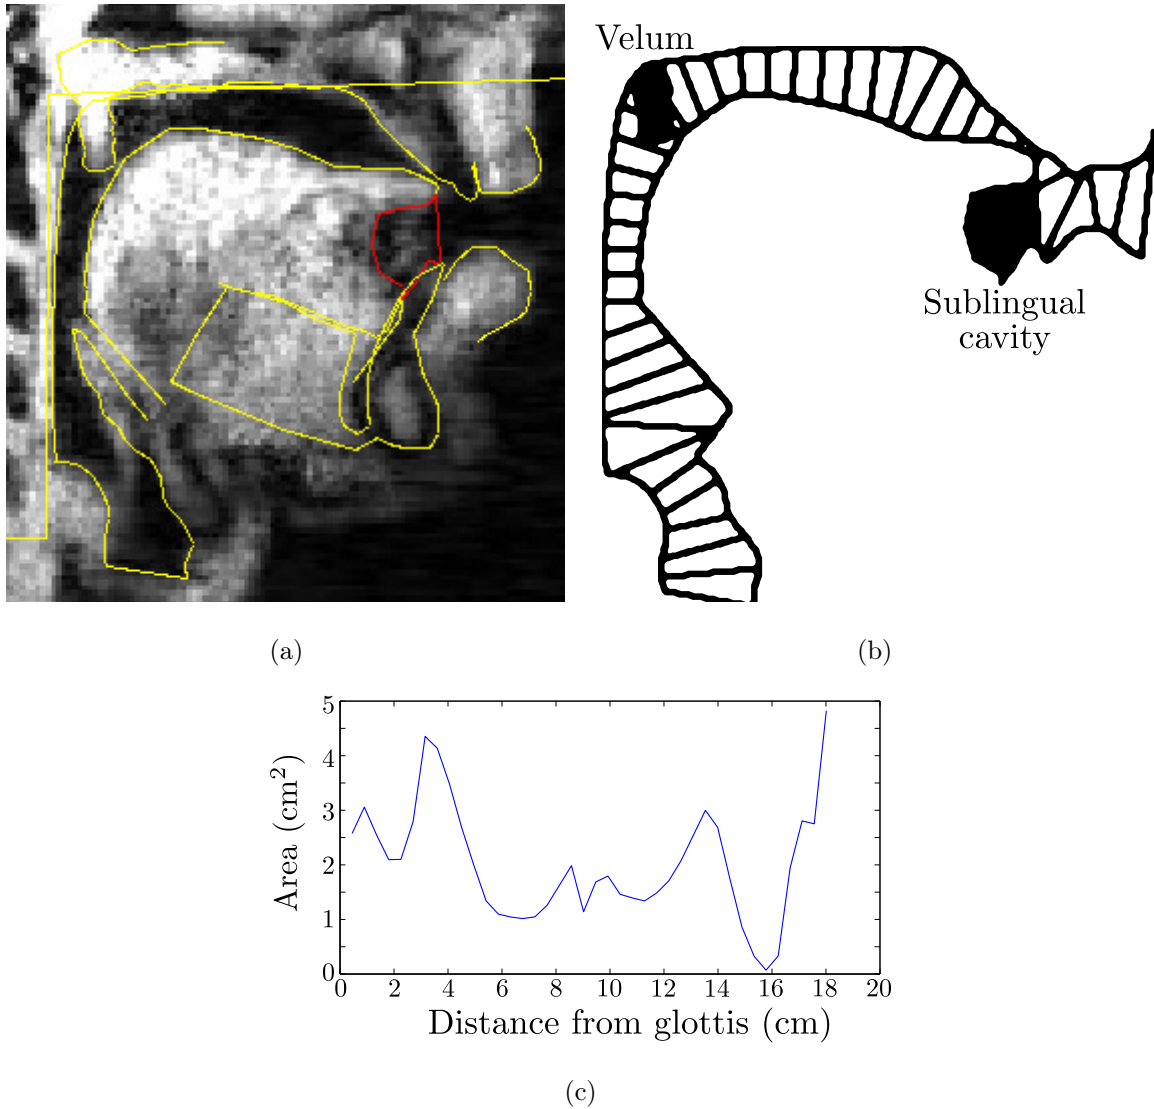 Velum
Sublingual
cavity
(a)
(b)
5
4
3
2
1
0
Area (cm²)
0 2 4 6 8 10 12 14 16 18 20
Distance from glottis (cm)
(c)